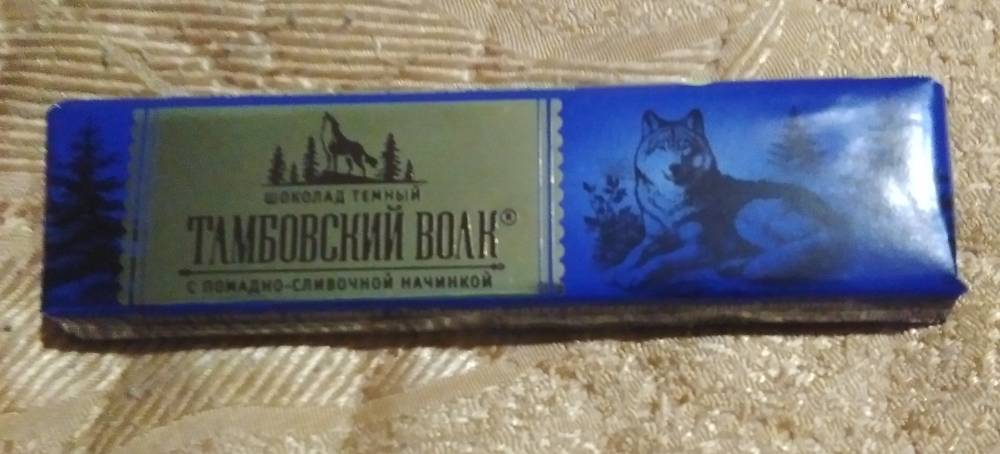 ШОКОЛАД ТЕМНЫЙ
ТАМБОВСКИЙ ВОЛК®
С ПОМАДНО-СЛИВОЧНОЙ НАЧИНКОЙ